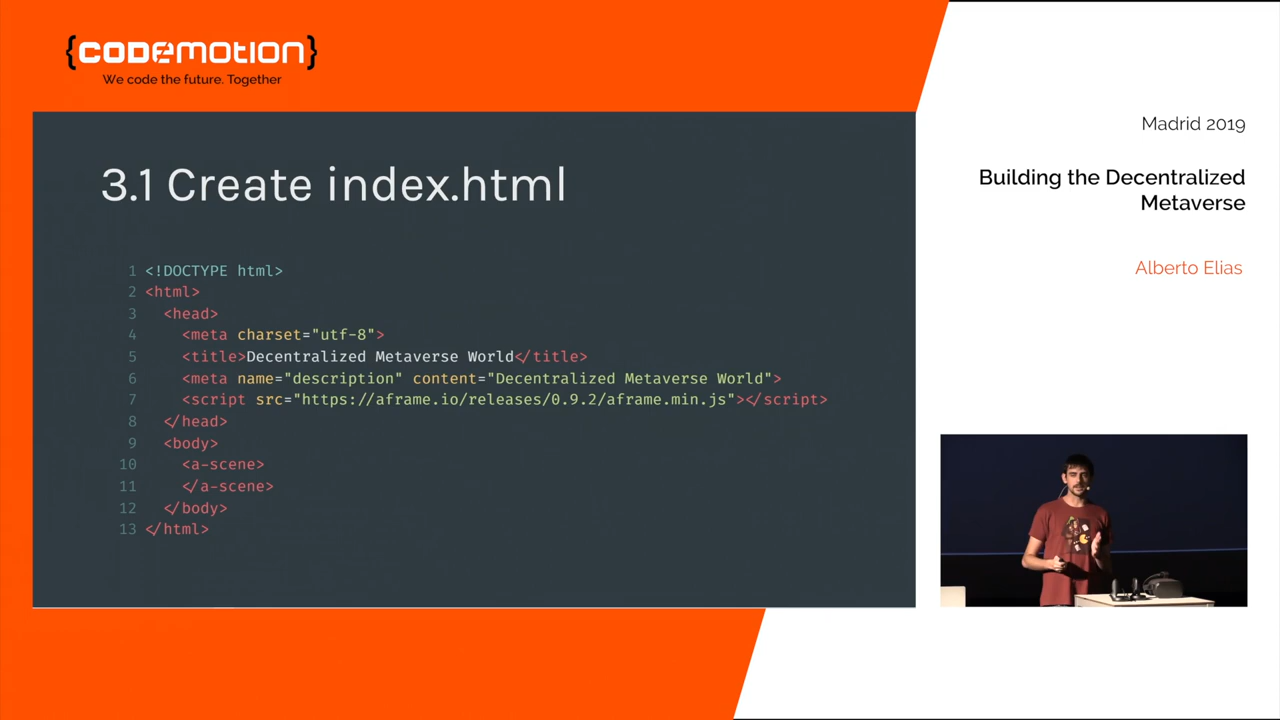 {CODEMOTION}
We code the future. Together
Madrid 2019
Building the Decentralized
Metaverse
Alberto Elias
3.1 Create index.html
1 <!DOCTYPE html>
2 <html>
3 <head>
4 <meta charset="utf-8">
5 <title>Decentralized Metaverse World</title>
6 <meta name="description" content="Decentralized Metaverse World">
7 <script src="https://aframe.io/releases/0.9.2/aframe.min.js"></script>
8 </head>
9 <body>
10 <a-scene>
11 </a-scene>
12 </body>
13 </html>